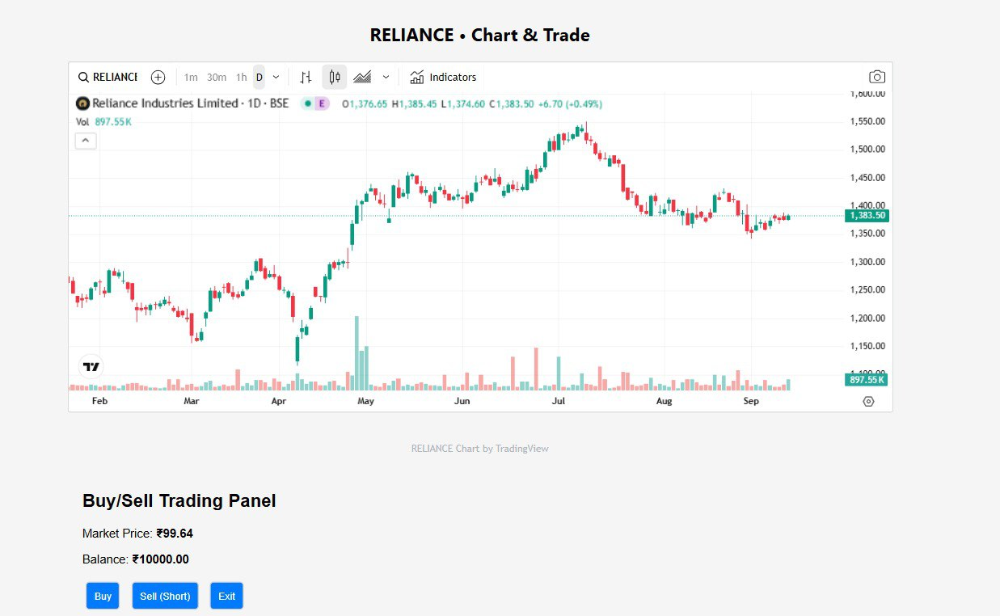 RELIANCE • Chart & Trade
RELIANCE 1m 30m 1h D Indicators
Reliance Industries Limited · 1D · BSE E O1,376.65 H1,385.45 L1,374.60 C1,383.50 +6.70 (+0.49%)
Vol 897.55K
1,600.00
1,550.00
1,500.00
1,450.00
1,400.00
1,383.50
1,350.00
1,300.00
1,250.00
1,200.00
1,150.00
1,100.00
897.55K
Feb Mar Apr May Jun Jul Aug Sep
RELIANCE Chart by TradingView
Buy/Sell Trading Panel
Market Price: ₹99.64
Balance: ₹10000.00
Buy Sell (Short) Exit